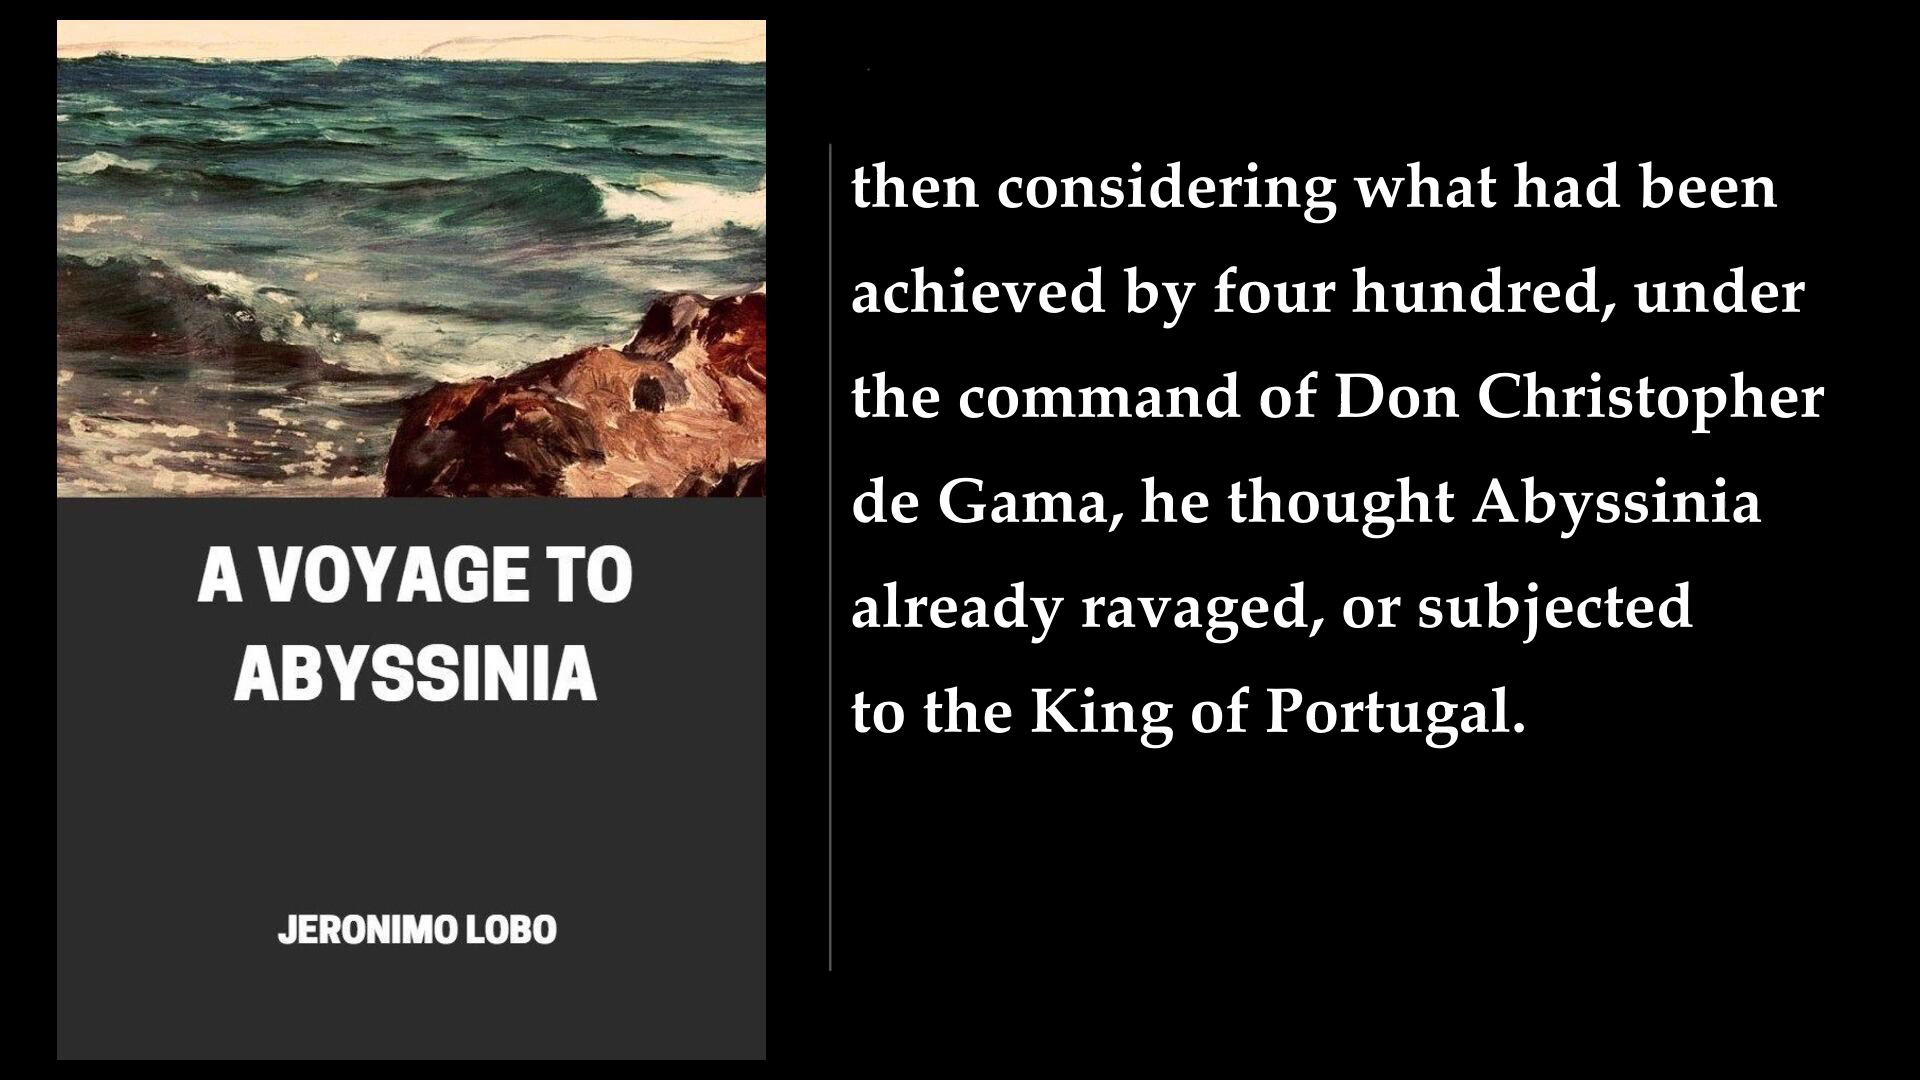 A VOYAGE TO
ABYSSINIA
JERONIMO LOBO
then considering what had been
achieved by four hundred, under
the command of Don Christopher
de Gama, he thought Abyssinia
already ravaged, or subjected
to the King of Portugal.